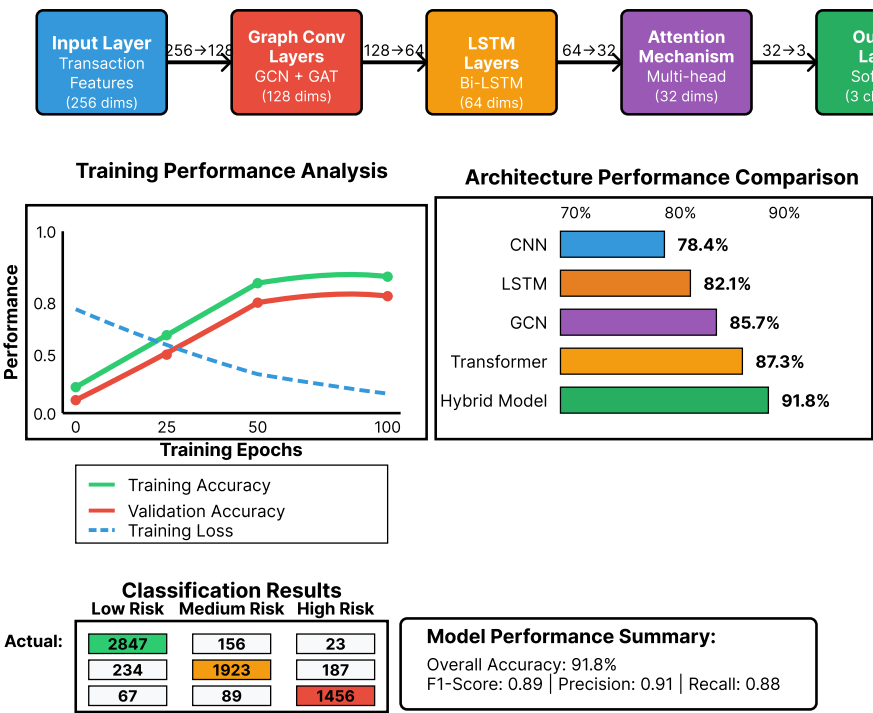 Input Layer
Transaction
Features
(256 dims)
256→128
Graph Conv
Layers
GCN + GAT
(128 dims)
128→64
LSTM
Layers
Bi-LSTM
(64 dims)
64→32
Attention
Mechanism
Multi-head
(32 dims)
32→3
Training Performance Analysis
Performance
1.0
0.8
0.5
0.0
0
25
50
100
Training Epochs
Training Accuracy
Validation Accuracy
Training Loss
Architecture Performance Comparison
70% 80% 90%
CNN 78.4%
LSTM 82.1%
GCN 85.7%
Transformer 87.3%
Hybrid Model 91.8%
Classification Results
Low Risk Medium Risk High Risk
Actual: 2847 156 23
234 1923 187
67 89 1456
Model Performance Summary:
Overall Accuracy: 91.8%
F1-Score: 0.89 | Precision: 0.91 | Recall: 0.88